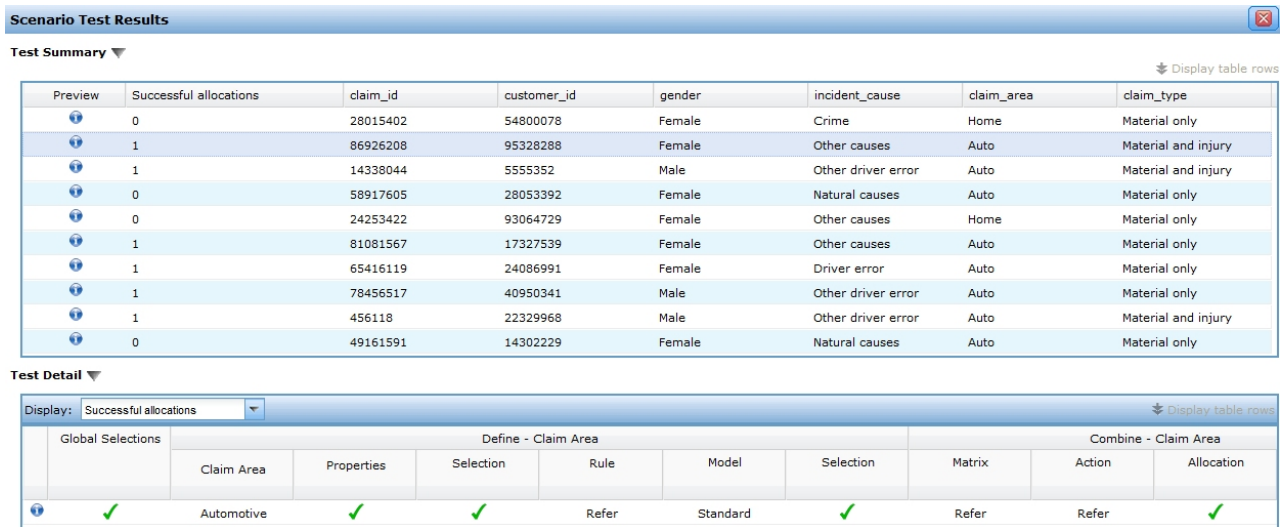 Scenario Test Results
Test Summary
Display table rows
Preview Successful allocations claim_id customer_id gender incident_cause claim_area claim_type
0 28015402 54800078 Female Crime Home Material only
1 86926208 95328288 Female Other causes Auto Material and injury
1 14338044 5555352 Male Other driver error Auto Material and injury
0 58917605 28053392 Female Natural causes Auto Material only
0 24253422 93064729 Female Other causes Home Material only
1 81081567 17327539 Female Other causes Auto Material only
1 65416119 24086991 Female Driver error Auto Material only
1 78456517 40950341 Male Other driver error Auto Material only
1 456118 22329968 Male Other driver error Auto Material and injury
0 49161591 14302229 Female Natural causes Auto Material only
Test Detail
Display: Successful allocations Display table rows
Global Selections Define - Claim Area Combine - Claim Area
Claim Area Properties Selection Rule Model Selection Matrix Action Allocation
Automotive Refer Standard Refer Refer